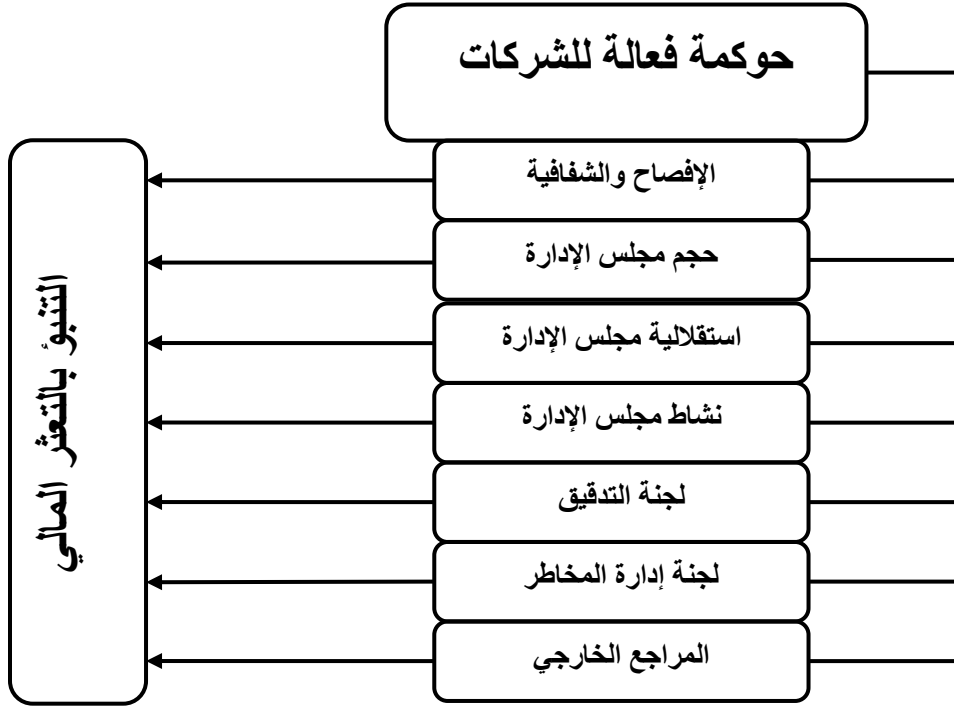 حوكمة فعالة للشركات
الإفصاح والشفافية
حجم مجلس الإدارة
استقلالية مجلس الإدارة
نشاط مجلس الإدارة
لجنة التدقيق
لجنة إدارة المخاطر
المراجع الخارجي
التنبؤ بالتعثر المالي